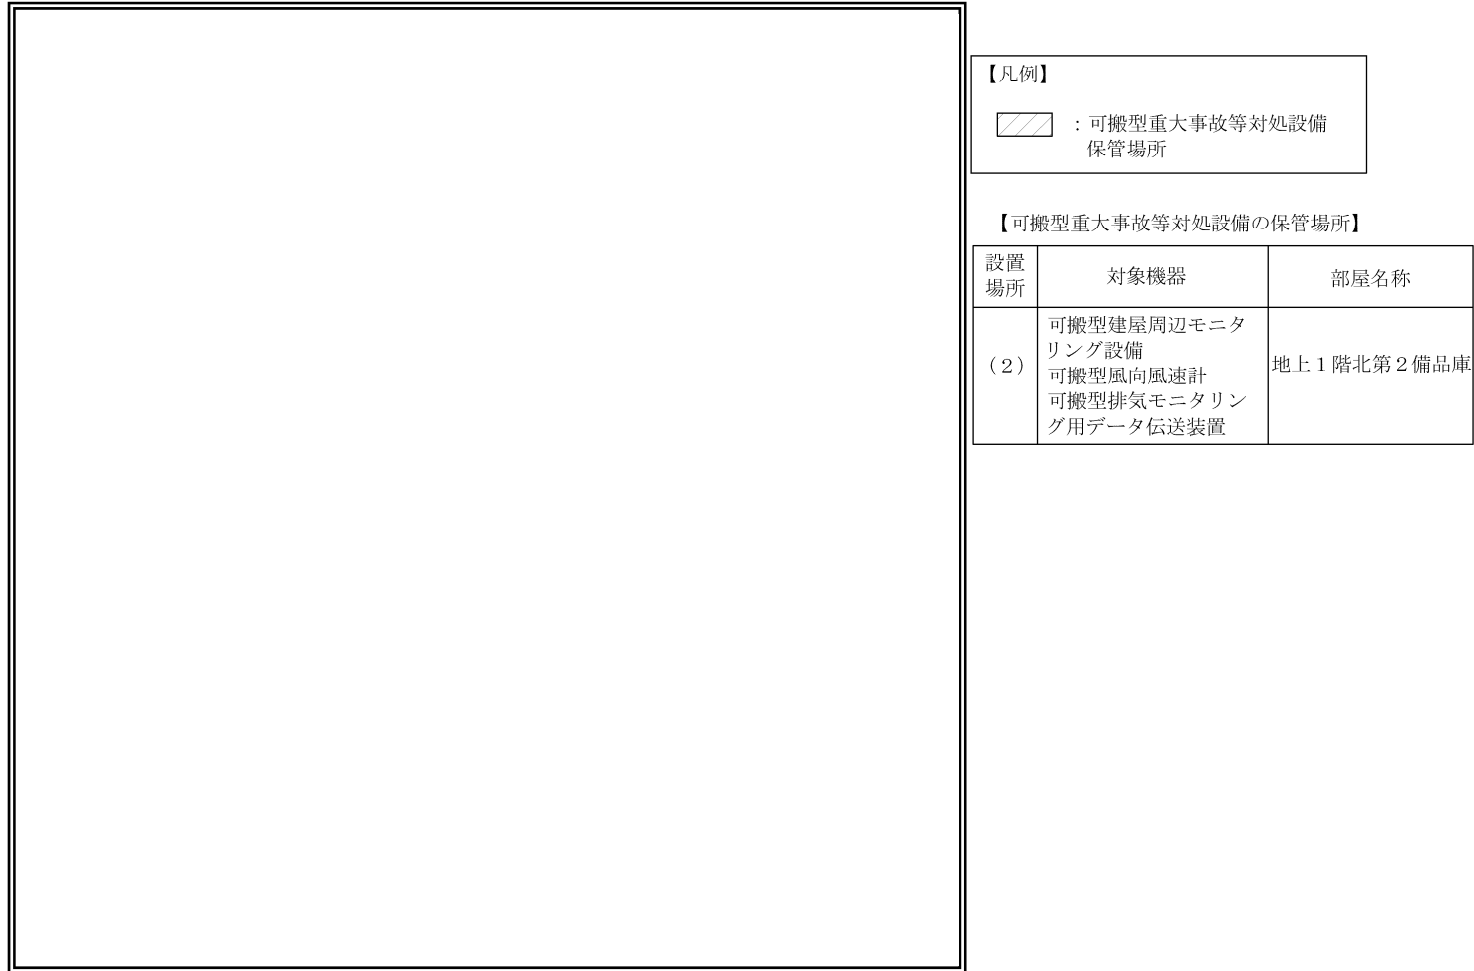 【凡例】
：可搬型重大事故等対処設備
保管場所
【可搬型重大事故等対処設備の保管場所】
設置
場所
対象機器
部屋名称
（２）
可搬型建屋周辺モニタ
リング設備
可搬型風向風速計
可搬型排気モニタリン
グ用データ伝送装置
地上１階北第２備品庫